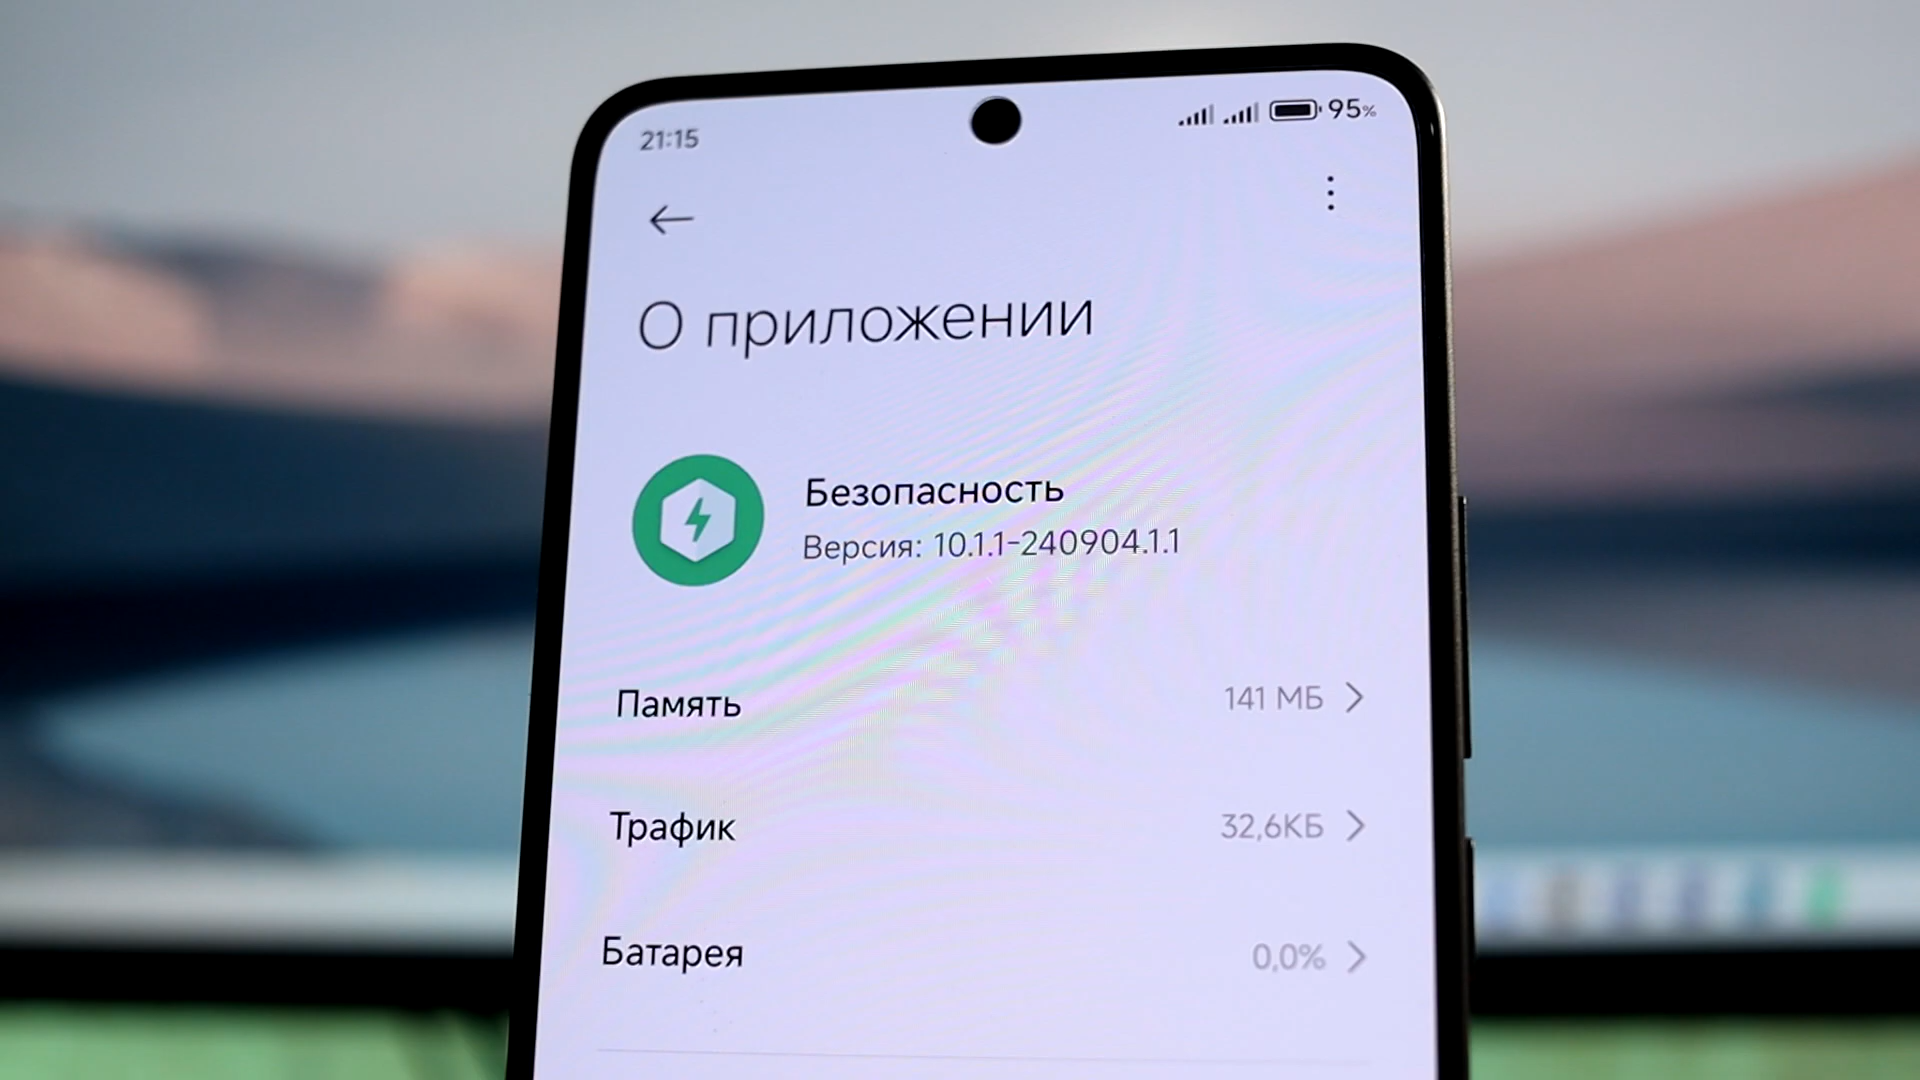 21:15
95%
О приложении
Безопасность
Версия: 10.1.1-240904.1.1
Память 141 МБ
Трафик 32,6КБ
Батарея 0,0%